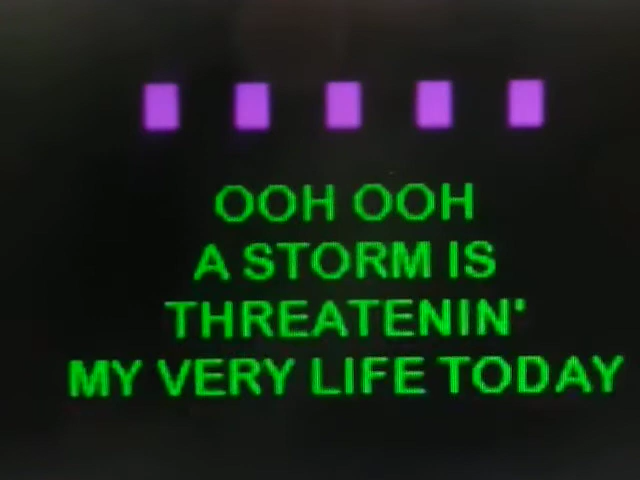 OOH OOH
A STORM IS
THREATENIN'
MY VERY LIFE TODAY